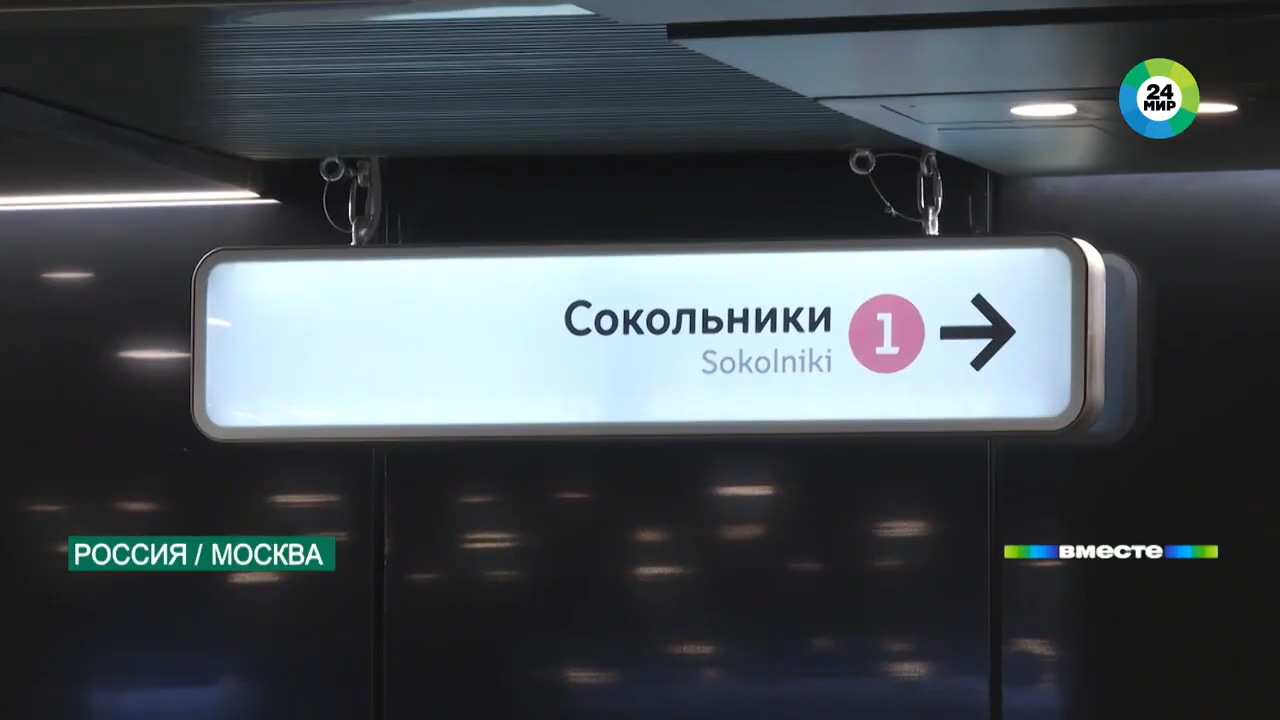 24
МИР
Сокольники
Sokolniki
1
РОССИЯ / МОСКВА
ВМЕСТЕ